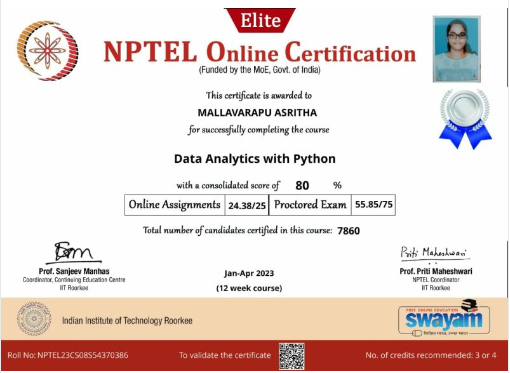 Elite
NPTEL Online Certification
(Funded by the MoE, Govt. of India)
This certificate is awarded to
MALLAVARAPU ASRITHA
for successfully completing the course
Data Analytics with Python
with a consolidated score of 80 %
Online Assignments 24.38/25 Proctored Exam 55.85/75
Total number of candidates certified in this course: 7860
Priti Maheshwari
Prof. Sanjeev Manhas
Coordinator, Continuing Education Centre
IIT Roorkee
Jan-Apr 2023
(12 week course)
Prof. Priti Maheshwari
NPTEL Coordinator
IIT Roorkee
Indian Institute of Technology Roorkee
FREE ONLINE EDUCATION
swayam
Roll No: NPTEL23CS08S54370386
To validate the certificate
No. of credits recommended: 3 or 4